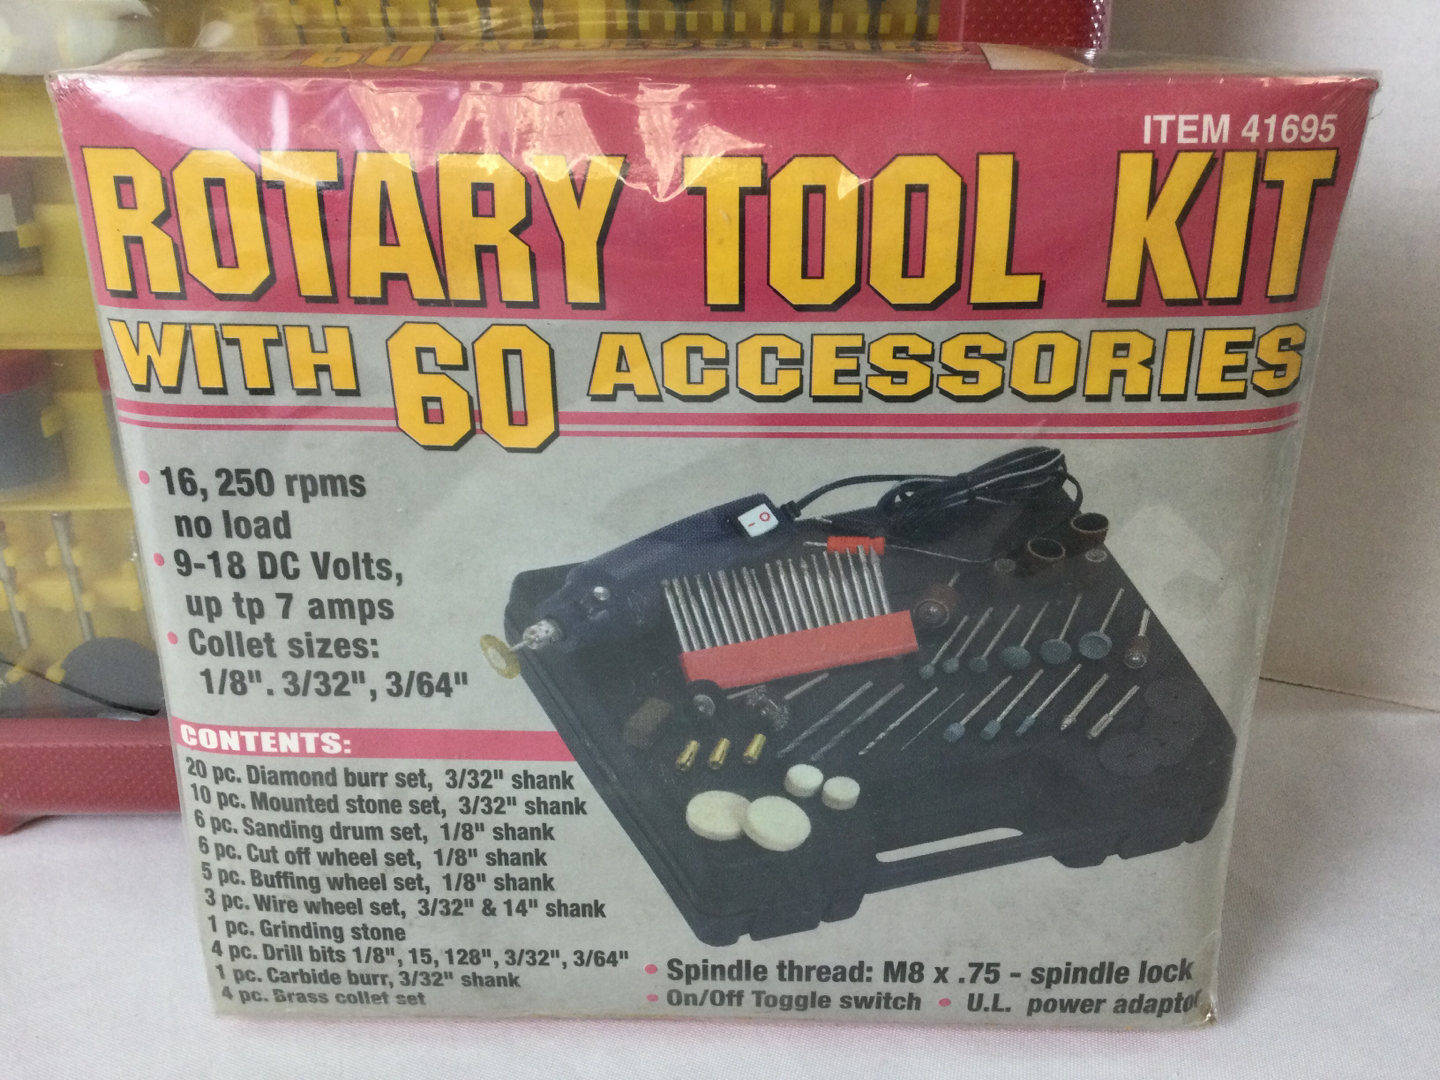 60 ACCESSORIES
ITEM 41695
ROTARY TOOL KIT
WITH 60 ACCESSORIES
• 16, 250 rpms
no load
• 9-18 DC Volts,
up tp 7 amps
• Collet sizes:
1/8". 3/32", 3/64"
CONTENTS:
20 pc. Diamond burr set, 3/32" shank
10 pc. Mounted stone set, 3/32" shank
6 pc. Sanding drum set, 1/8" shank
6 pc. Cut off wheel set, 1/8" shank
5 pc. Buffing wheel set, 1/8" shank
3 pc. Wire wheel set, 3/32" & 14" shank
1 pc. Grinding stone
4 pc. Drill bits 1/8", 15, 128", 3/32", 3/64"
1 pc. Carbide burr, 3/32" shank
4 pc. Brass collet set
• Spindle thread: M8 x .75 - spindle lock
• On/Off Toggle switch • U.L. power adaptor